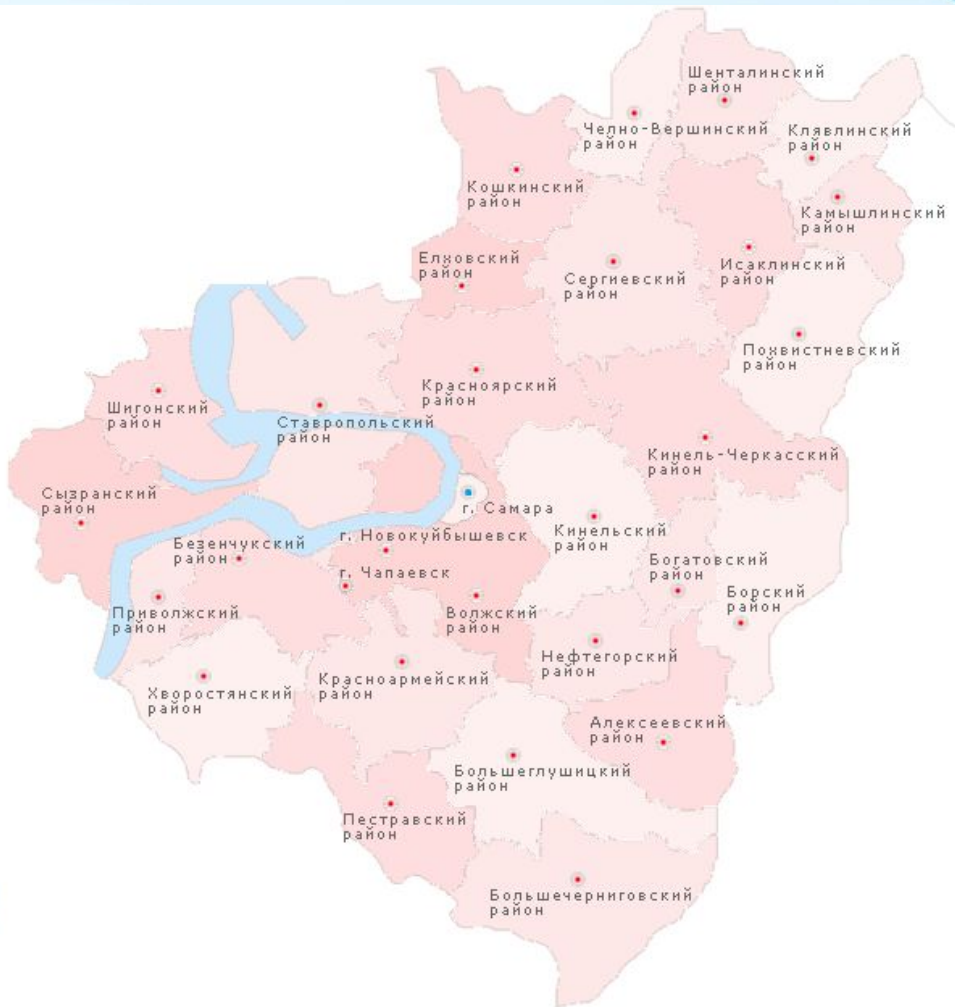 Шенталинский
район
Челно-Вершинский
район
Клявлинский
район
Кошкинский
район
Камышлинский
район
Елховский
район
Сергиевский
район
Исаклинский
район
Похвистневский
район
Красноярский
район
Шигонский
район
Ставропольский
район
Кинель-Черкасский
район
Сызранский
район
г. Самара
Кинельский
район
г. Новокуйбышевск
Безенчукский
район
Богатовский
район
г. Чапаевск
Борский
район
Приволжский
район
Волжский
район
Нефтегорский
район
Красноармейский
район
Хворостянский
район
Алексеевский
район
Большеглушицкий
район
Пестравский
район
Большечерниговский
район